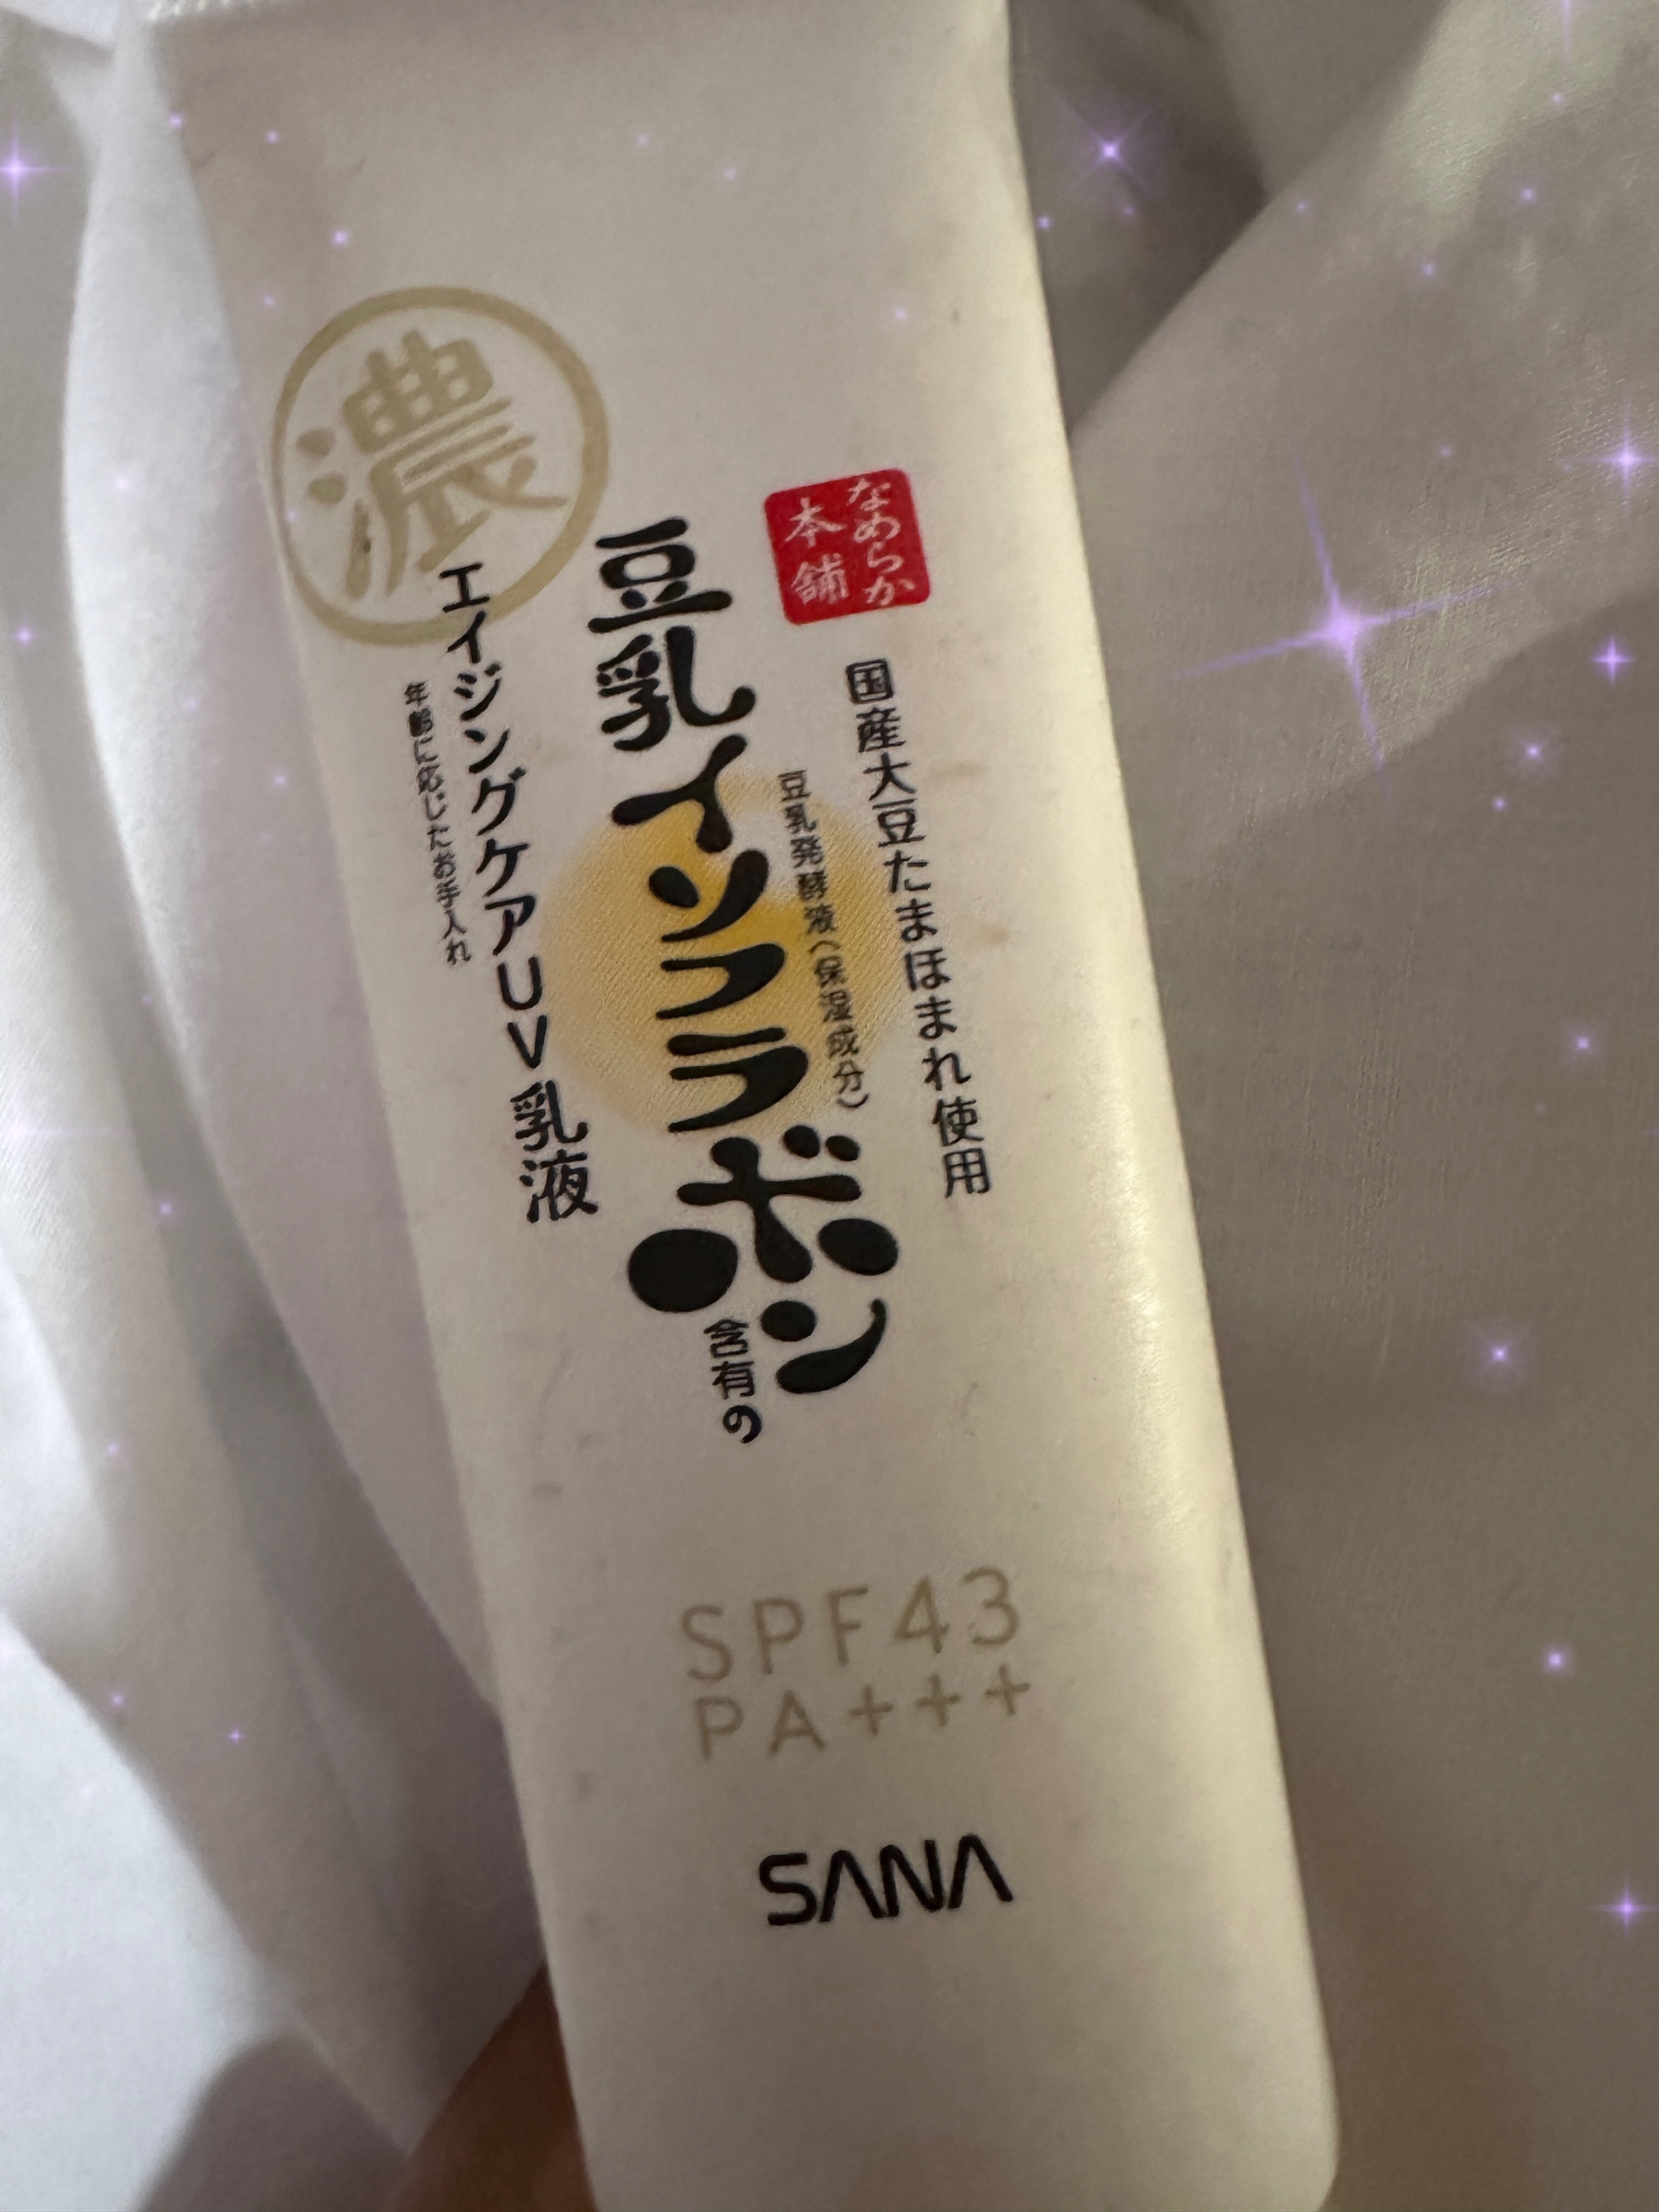 濃
なめらか
本舗
国産大豆たまほまれ使用
豆乳発酵液(保湿成分)
豆乳イソフラボン
含有の
エイジングケアUV乳液
年齢に応じたお手入れ
SPF43
PA+++
SANA